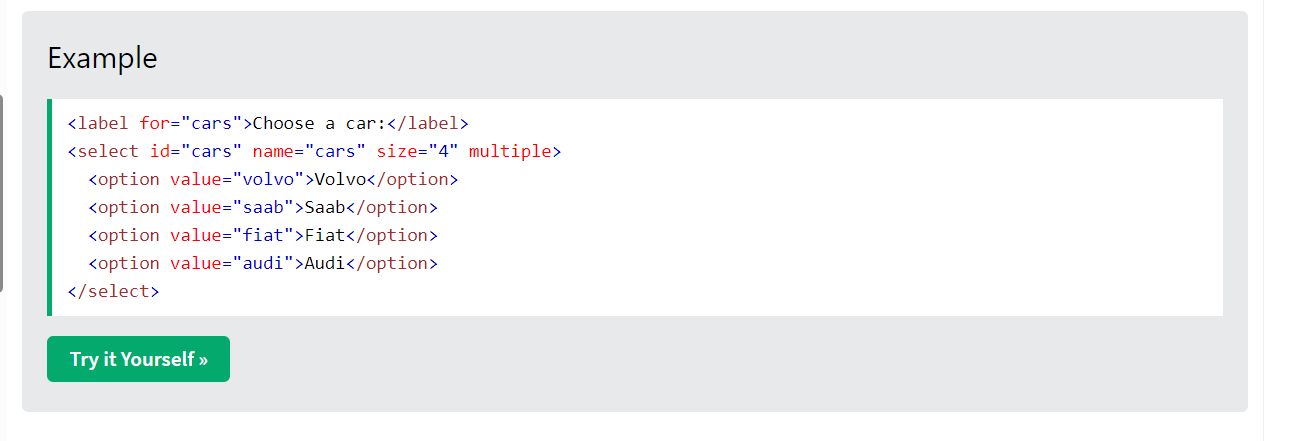 Example
<label for="cars">Choose a car:</label>
<select id="cars" name="cars" size="4" multiple>
  <option value="volvo">Volvo</option>
  <option value="saab">Saab</option>
  <option value="fiat">Fiat</option>
  <option value="audi">Audi</option>
</select>
Try it Yourself »